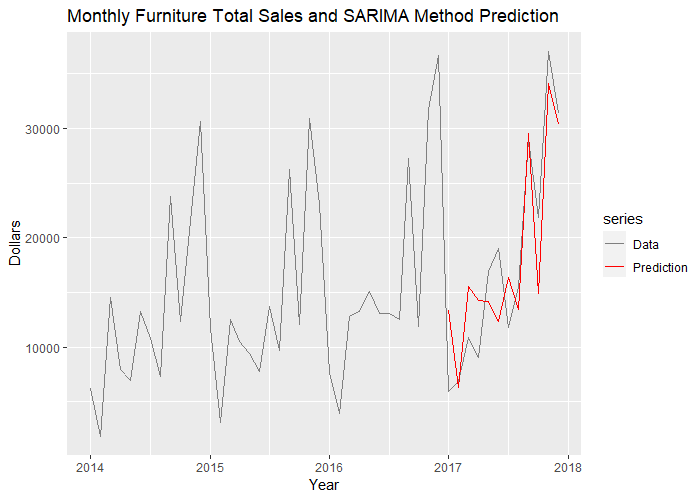 Monthly Furniture Total Sales and SARIMA Method Prediction
Dollars
30000
20000
10000
2014 2015 2016 2017 2018
Year
series
Data
Prediction